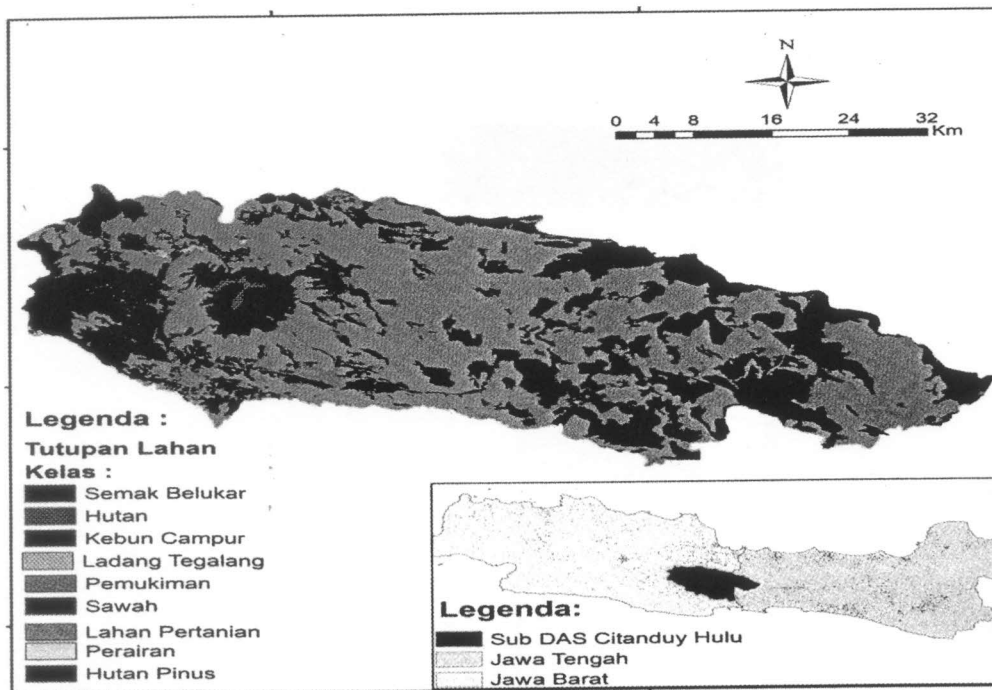 N
0 4 8 16 24 32
Km
Legenda :
Tutupan Lahan
Kelas :
Semak Belukar
Hutan
Kebun Campur
Ladang Tegalang
Pemukiman
Sawah
Lahan Pertanian
Perairan
Hutan Pinus
Legenda:
Sub DAS Citanduy Hulu
Jawa Tengah
Jawa Barat